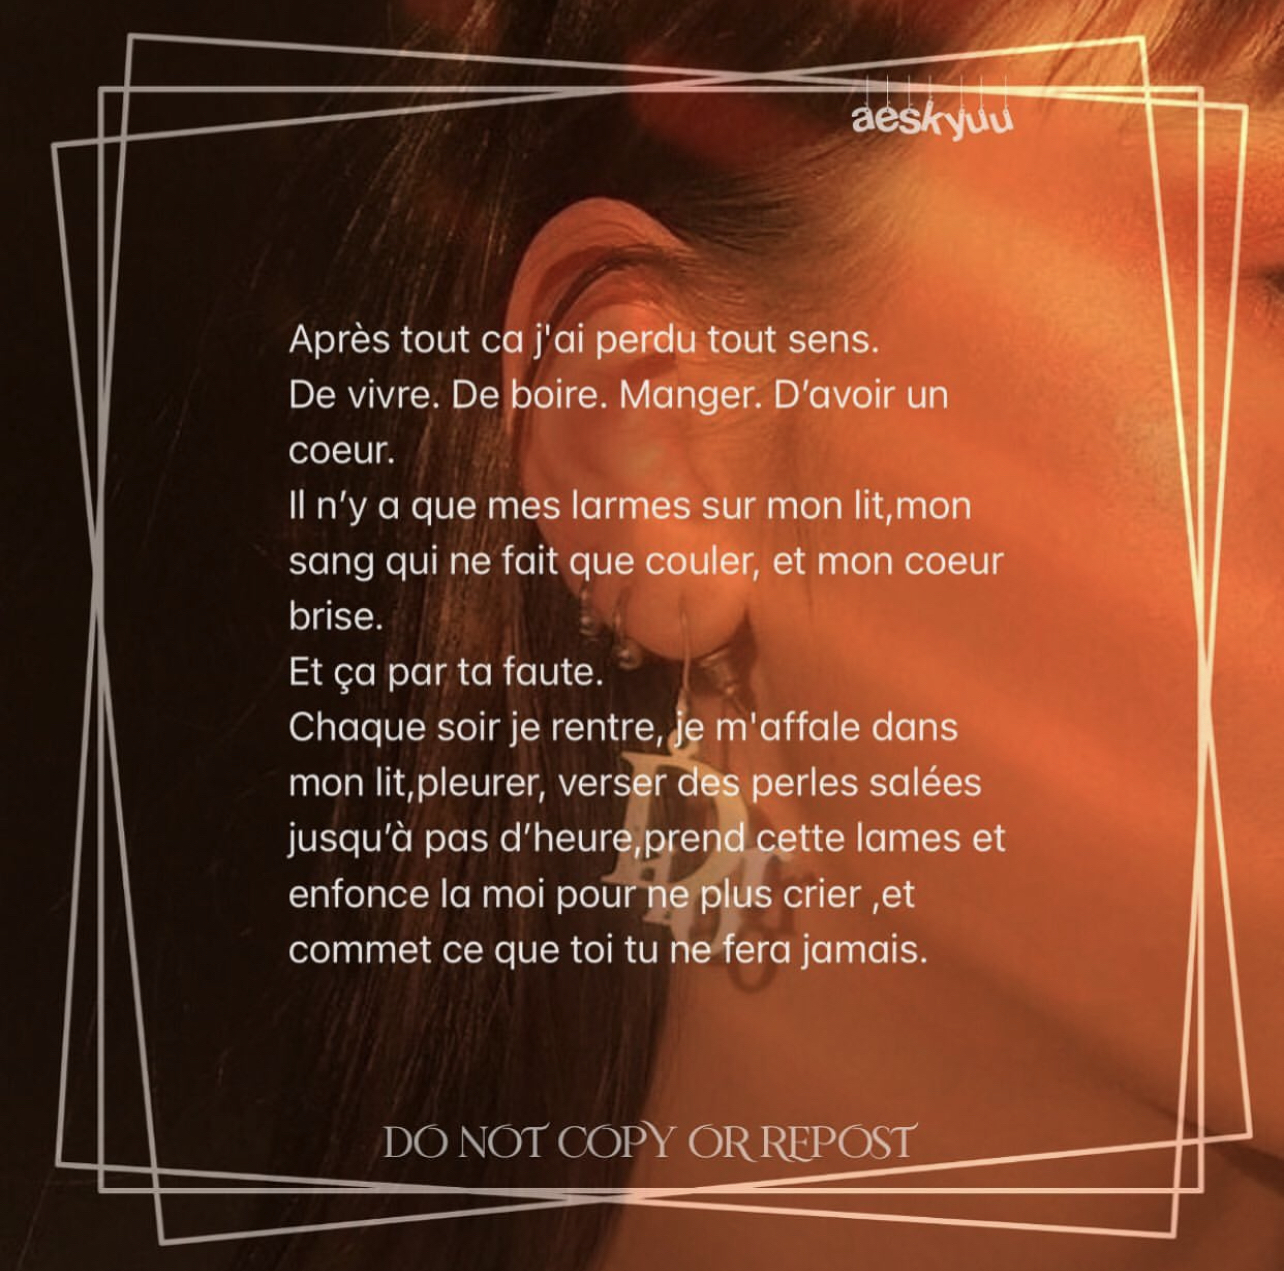 aeskyuu
Après tout ca j'ai perdu tout sens.
De vivre. De boire. Manger. D’avoir un
coeur.
Il n’y a que mes larmes sur mon lit,mon
sang qui ne fait que couler, et mon coeur
brise.
Et ça par ta faute.
Chaque soir je rentre, je m'affale dans
mon lit,pleurer, verser des perles salées
jusqu’à pas d’heure,prend cette lames et
enfonce la moi pour ne plus crier ,et
commet ce que toi tu ne fera jamais.
DO NOT COPY OR REPOST